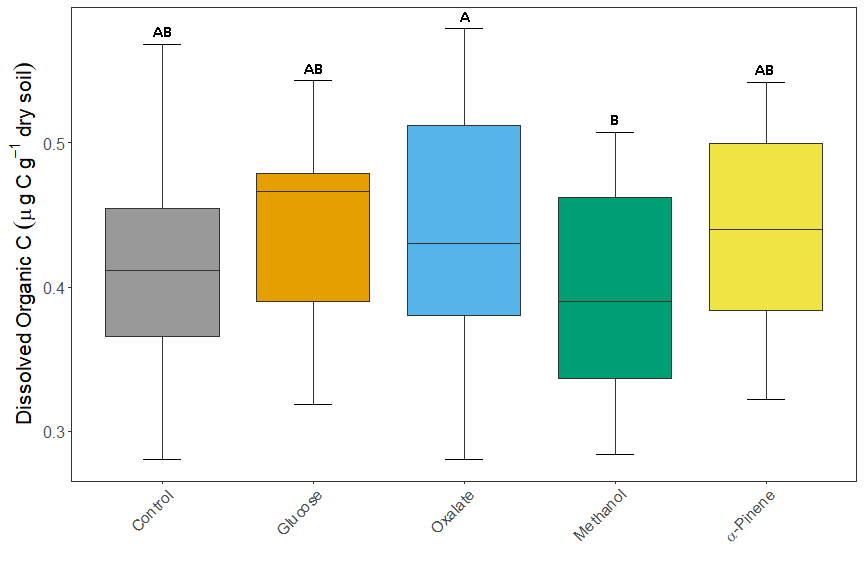 A
AB
AB
AB
B
Dissolved Organic C (μ g C g⁻¹ dry soil)
0.5
0.4
0.3
Control
Glucose
Oxalate
Methanol
α-Pinene